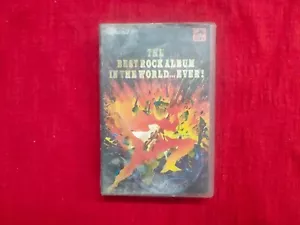 THE
BEST ROCK ALBUM
IN THE WORLD...EVER!